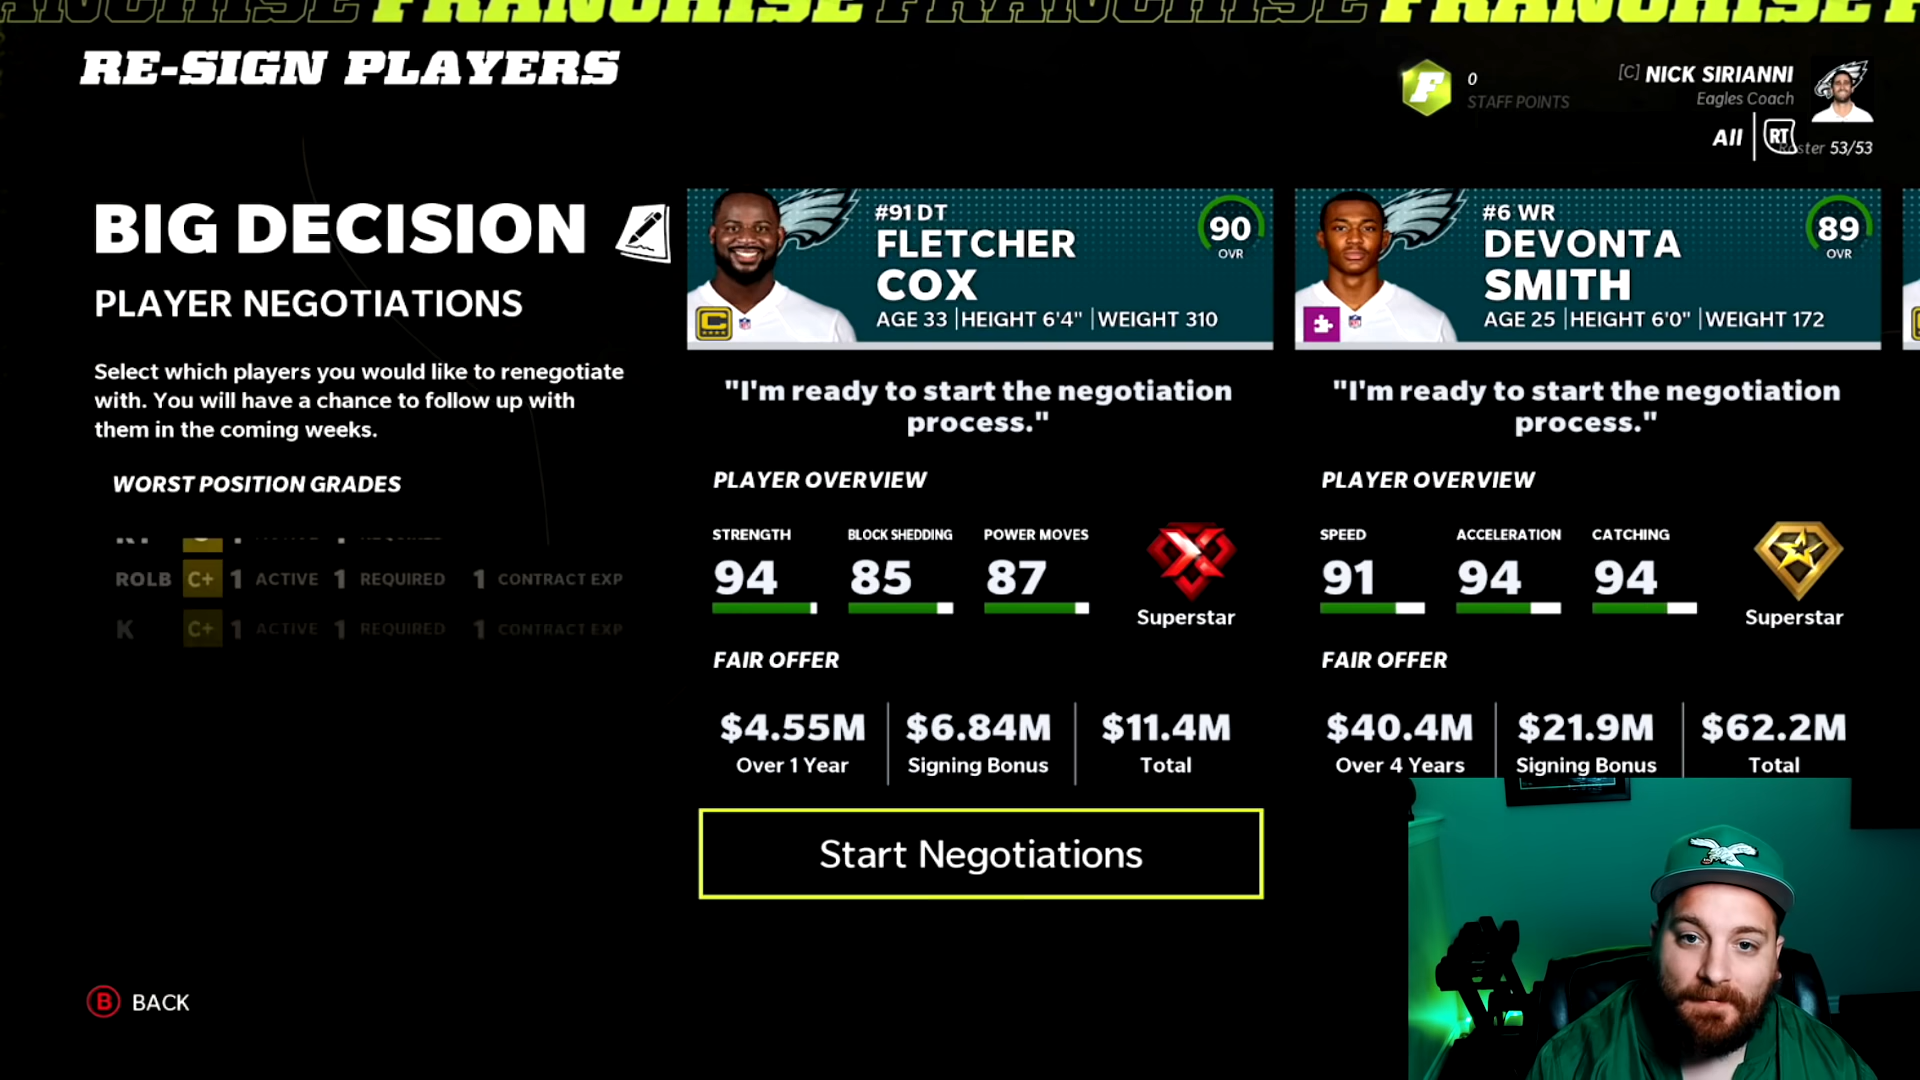 FRANCHISE FRANCHISE FRANCHISE
RE-SIGN PLAYERS
0
STAFF POINTS
[C] NICK SIRIANNI
Eagles Coach
All RT
Roster 53/53
BIG DECISION
PLAYER NEGOTIATIONS
Select which players you would like to renegotiate
with. You will have a chance to follow up with
them in the coming weeks.
WORST POSITION GRADES
ROLB C+ 1 ACTIVE 1 REQUIRED 1 CONTRACT EXP
K C+ 1 ACTIVE 1 REQUIRED 1 CONTRACT EXP
#91 DT
FLETCHER
COX
AGE 33 |HEIGHT 6'4" |WEIGHT 310
90
OVR
"I'm ready to start the negotiation
process."
PLAYER OVERVIEW
STRENGTH BLOCK SHEDDING POWER MOVES
94 85 87
Superstar
FAIR OFFER
$4.55M $6.84M $11.4M
Over 1 Year Signing Bonus Total
Start Negotiations
#6 WR
DEVONTA
SMITH
AGE 25 |HEIGHT 6'0" |WEIGHT 172
89
OVR
"I'm ready to start the negotiation
process."
PLAYER OVERVIEW
SPEED ACCELERATION CATCHING
91 94 94
Superstar
FAIR OFFER
$40.4M $21.9M $62.2M
Over 4 Years Signing Bonus Total
B BACK